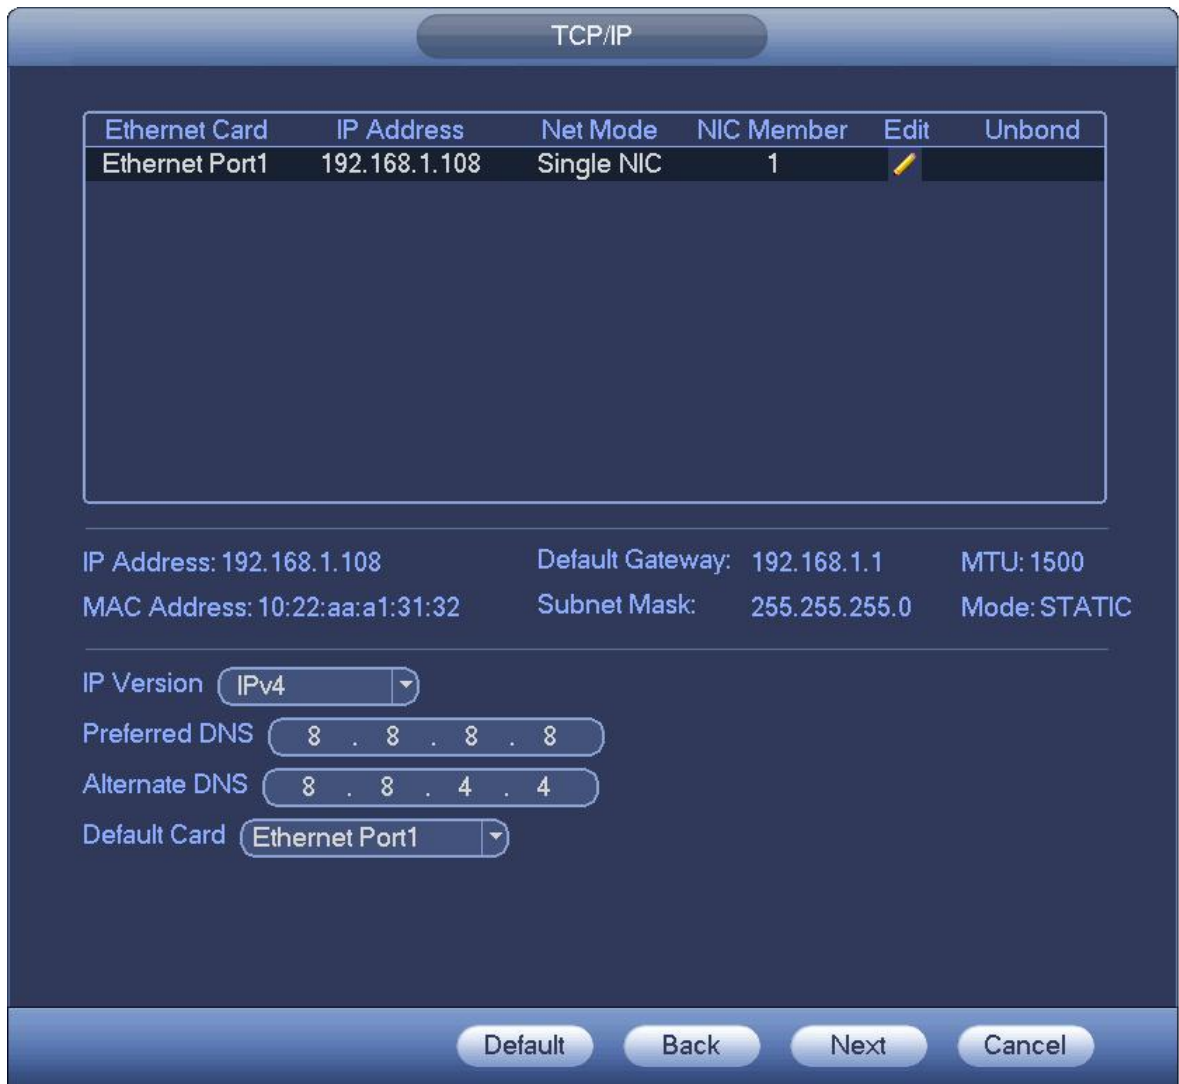 TCP/IP
Ethernet Card IP Address Net Mode NIC Member Edit Unbond
Ethernet Port1 192.168.1.108 Single NIC 1
IP Address: 192.168.1.108 Default Gateway: 192.168.1.1 MTU: 1500
MAC Address: 10:22:aa:a1:31:32 Subnet Mask: 255.255.255.0 Mode: STATIC
IP Version IPv4
Preferred DNS 8 . 8 . 8 . 8
Alternate DNS 8 . 8 . 4 . 4
Default Card Ethernet Port1
Default Back Next Cancel